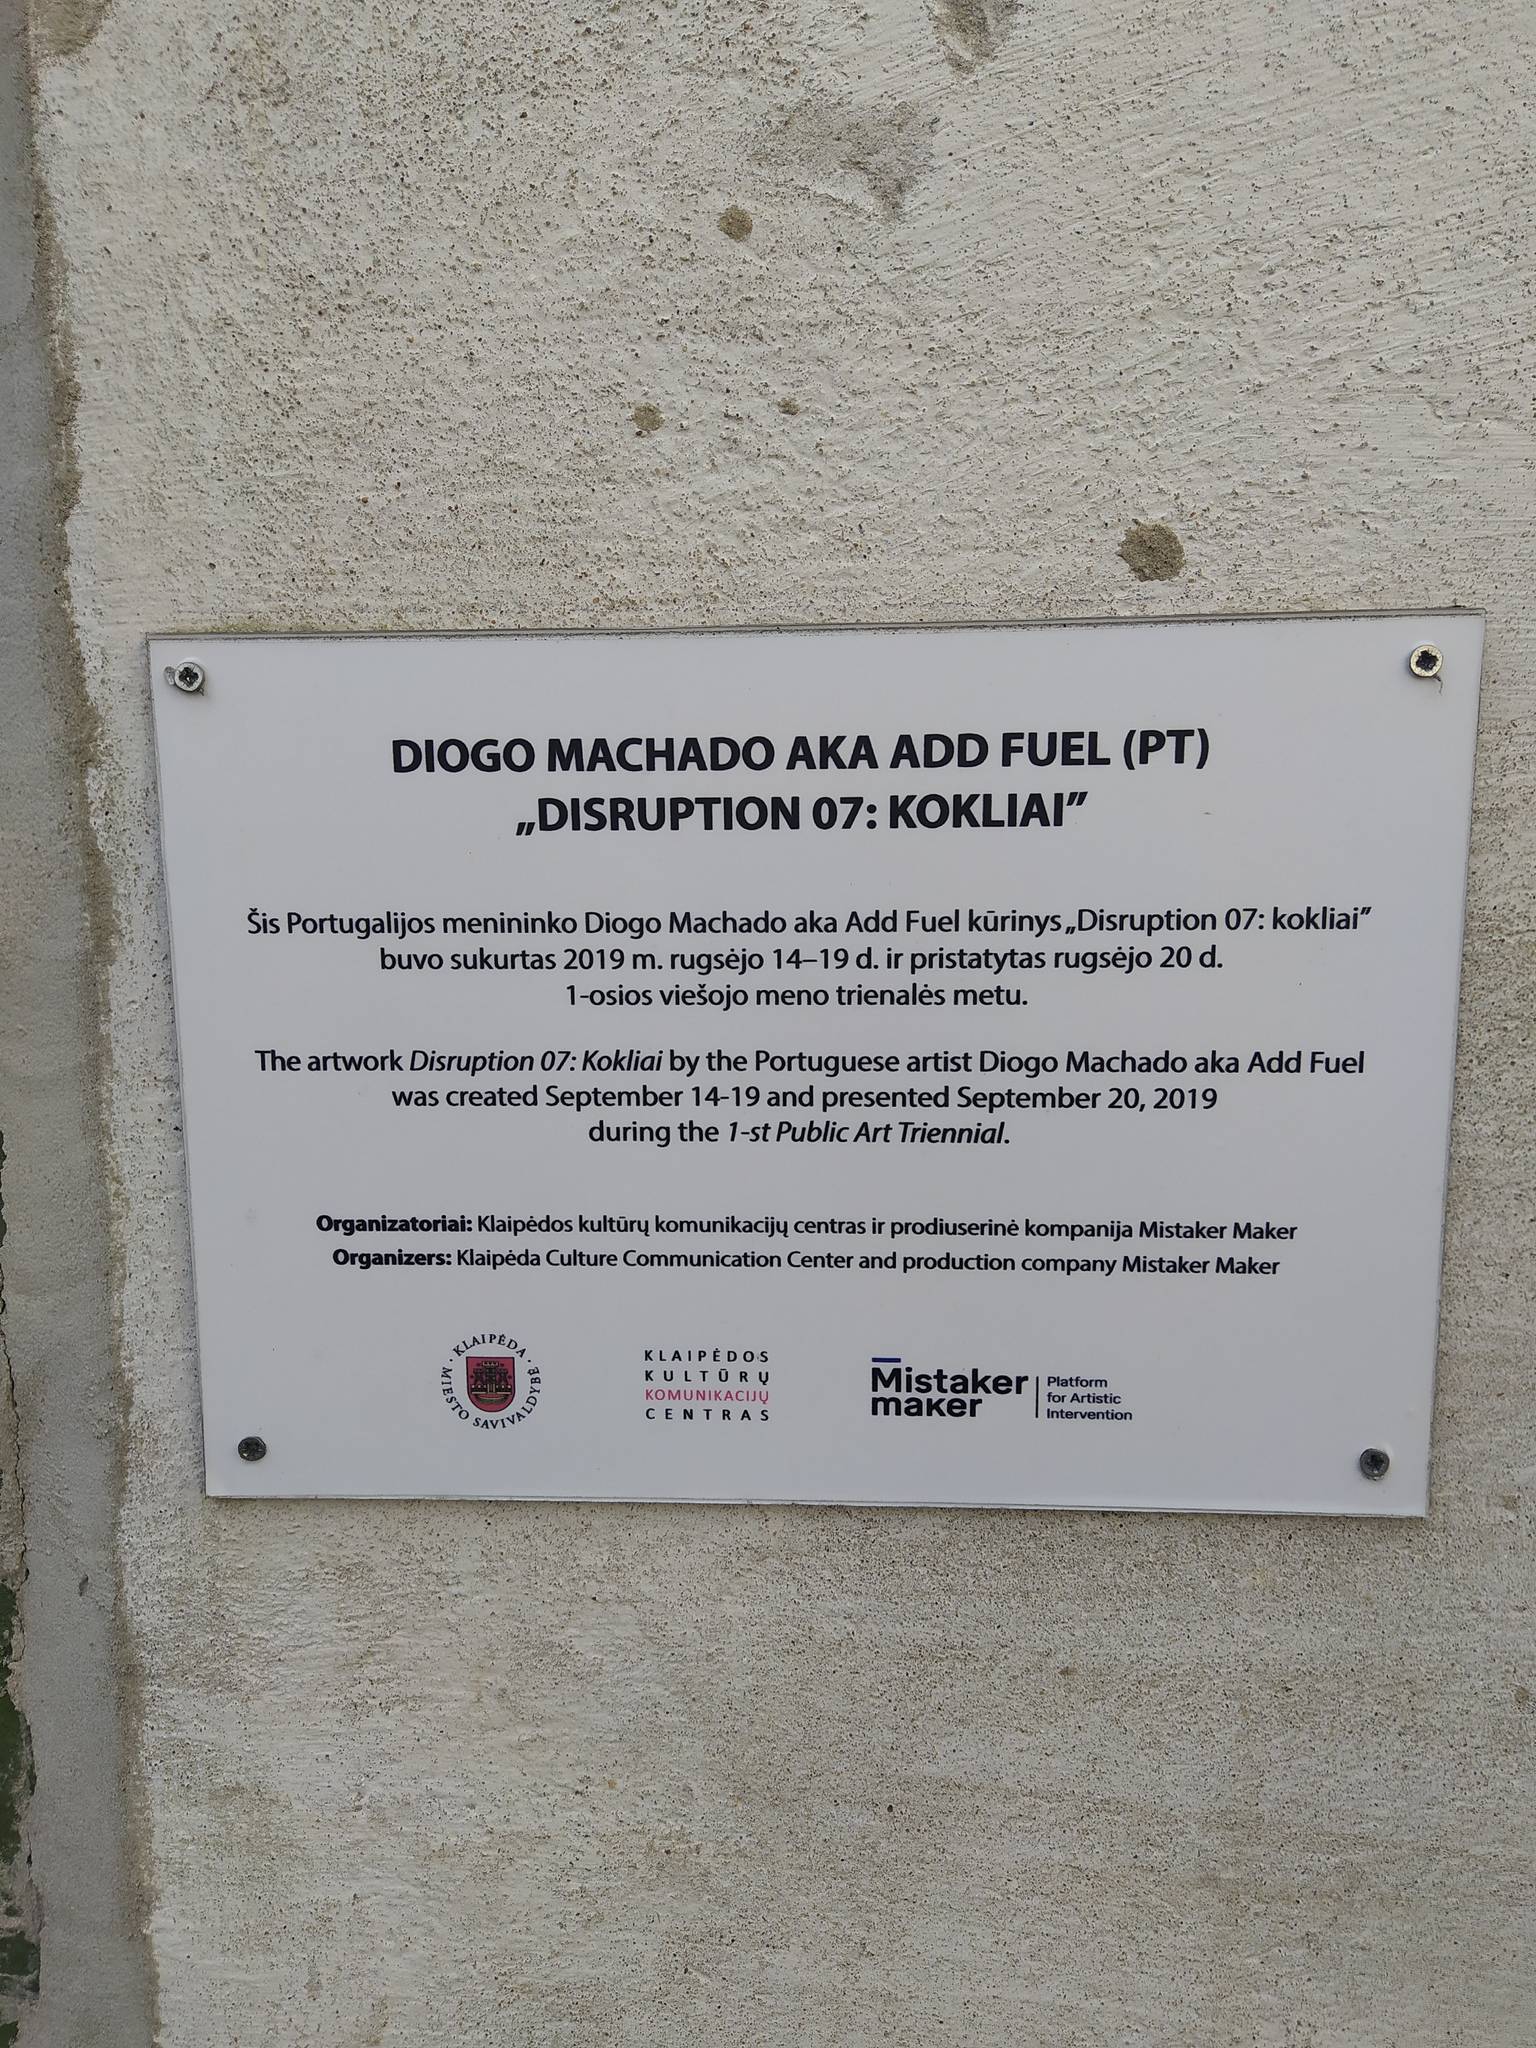 DIOGO MACHADO AKA ADD FUEL (PT)
„DISRUPTION 07: KOKLIAI”
Šis Portugalijos menininko Diogo Machado aka Add Fuel kūrinys „Disruption 07: kokliai”
buvo sukurtas 2019 m. rugsėjo 14–19 d. ir pristatytas rugsėjo 20 d.
1-osios viešojo meno trienalės metu.
The artwork Disruption 07: Kokliai by the Portuguese artist Diogo Machado aka Add Fuel
was created September 14-19 and presented September 20, 2019
during the 1-st Public Art Triennial.
Organizatoriai: Klaipėdos kultūrų komunikacijų centras ir prodiuserinė kompanija Mistaker Maker
Organizers: Klaipėda Culture Communication Center and production company Mistaker Maker
· KLAIPĖDA · MIESTO SAVIVALDYBĖ
KLAIPĖDOS
KULTŪRŲ
KOMUNIKACIJŲ
CENTRAS
Mistaker
maker
Platform
for Artistic
Intervention